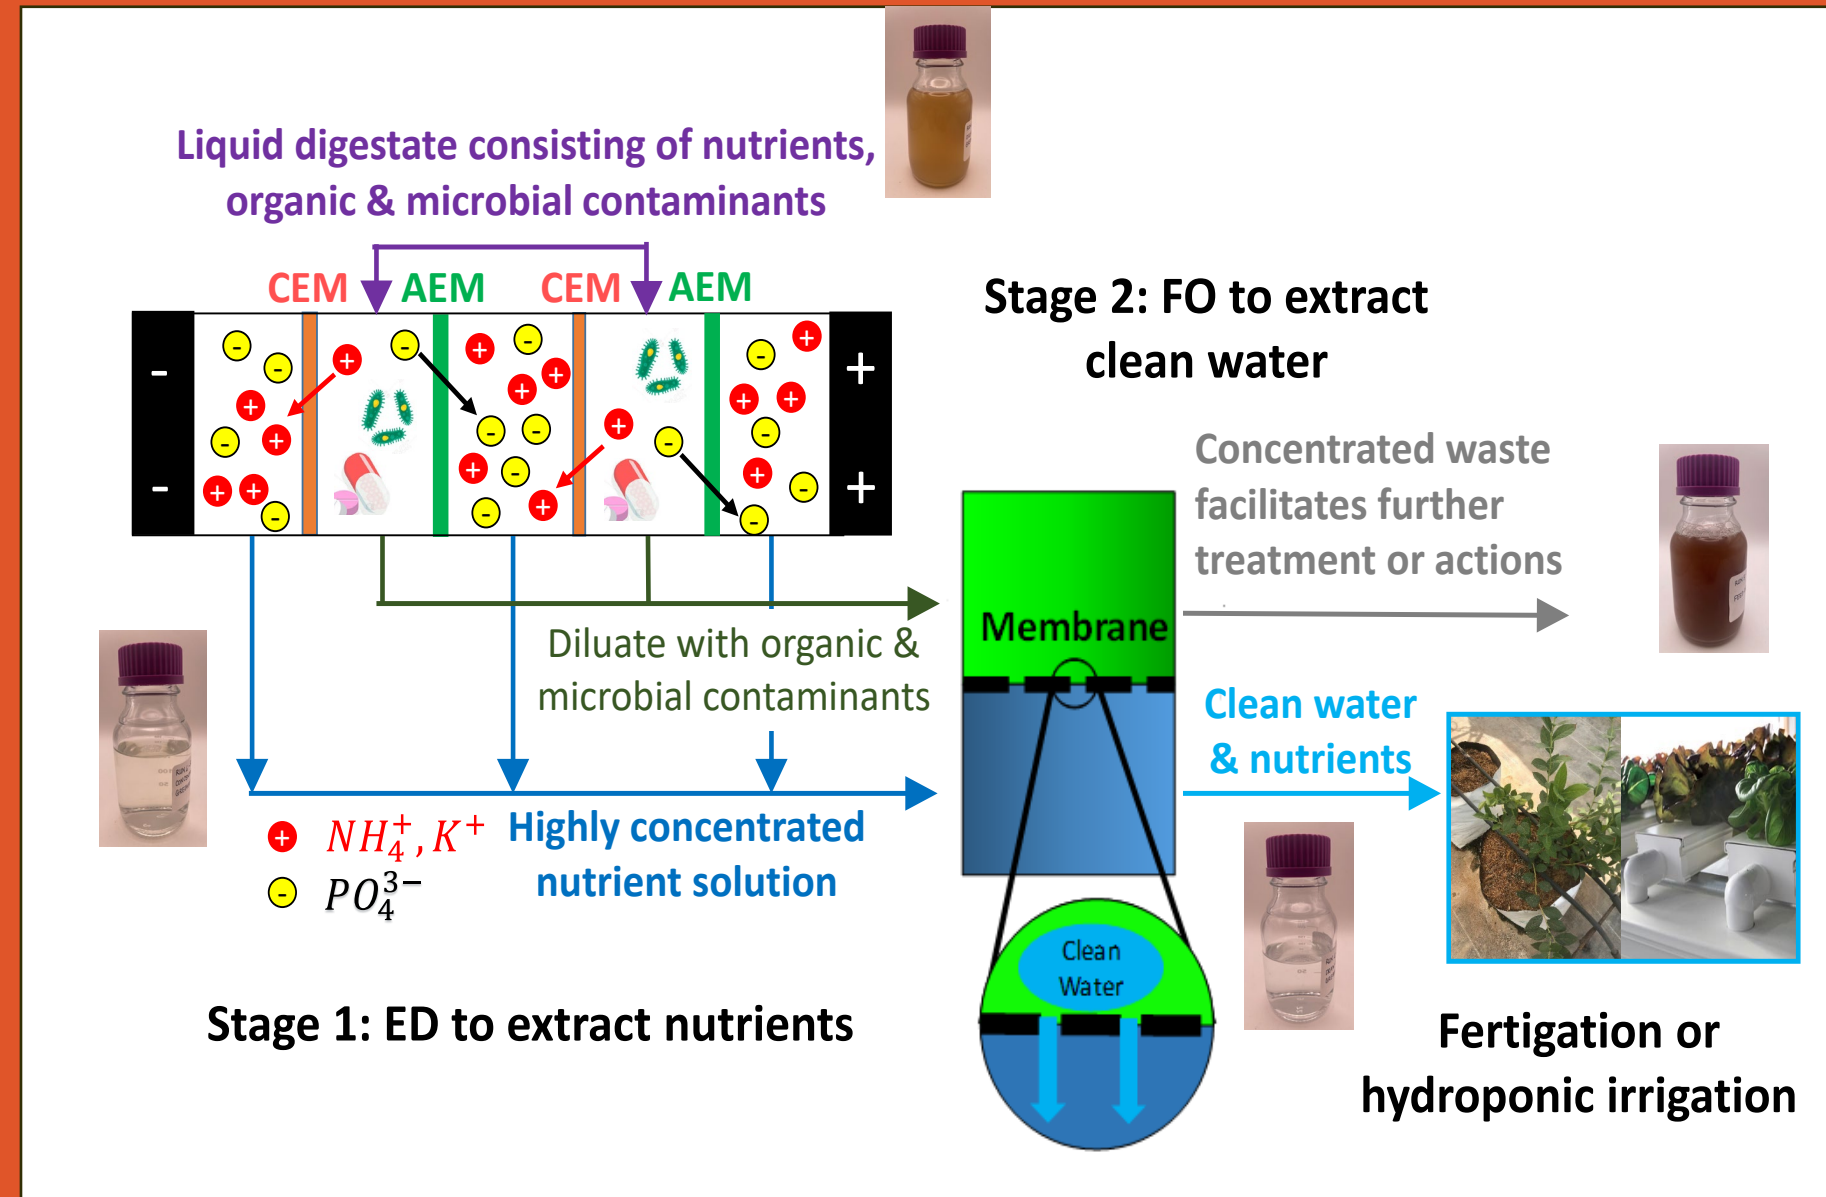 Liquid digestate consisting of nutrients,
organic & microbial contaminants
CEM
AEM
CEM
AEM
-
-
+
+
Stage 2: FO to extract
clean water
Concentrated waste
facilitates further
treatment or actions
Membrane
Diluate with organic &
microbial contaminants
Clean water
& nutrients
+ NH₄⁺, K⁺
- PO₄³⁻
Highly concentrated
nutrient solution
Clean
Water
Stage 1: ED to extract nutrients
Fertigation or
hydroponic irrigation